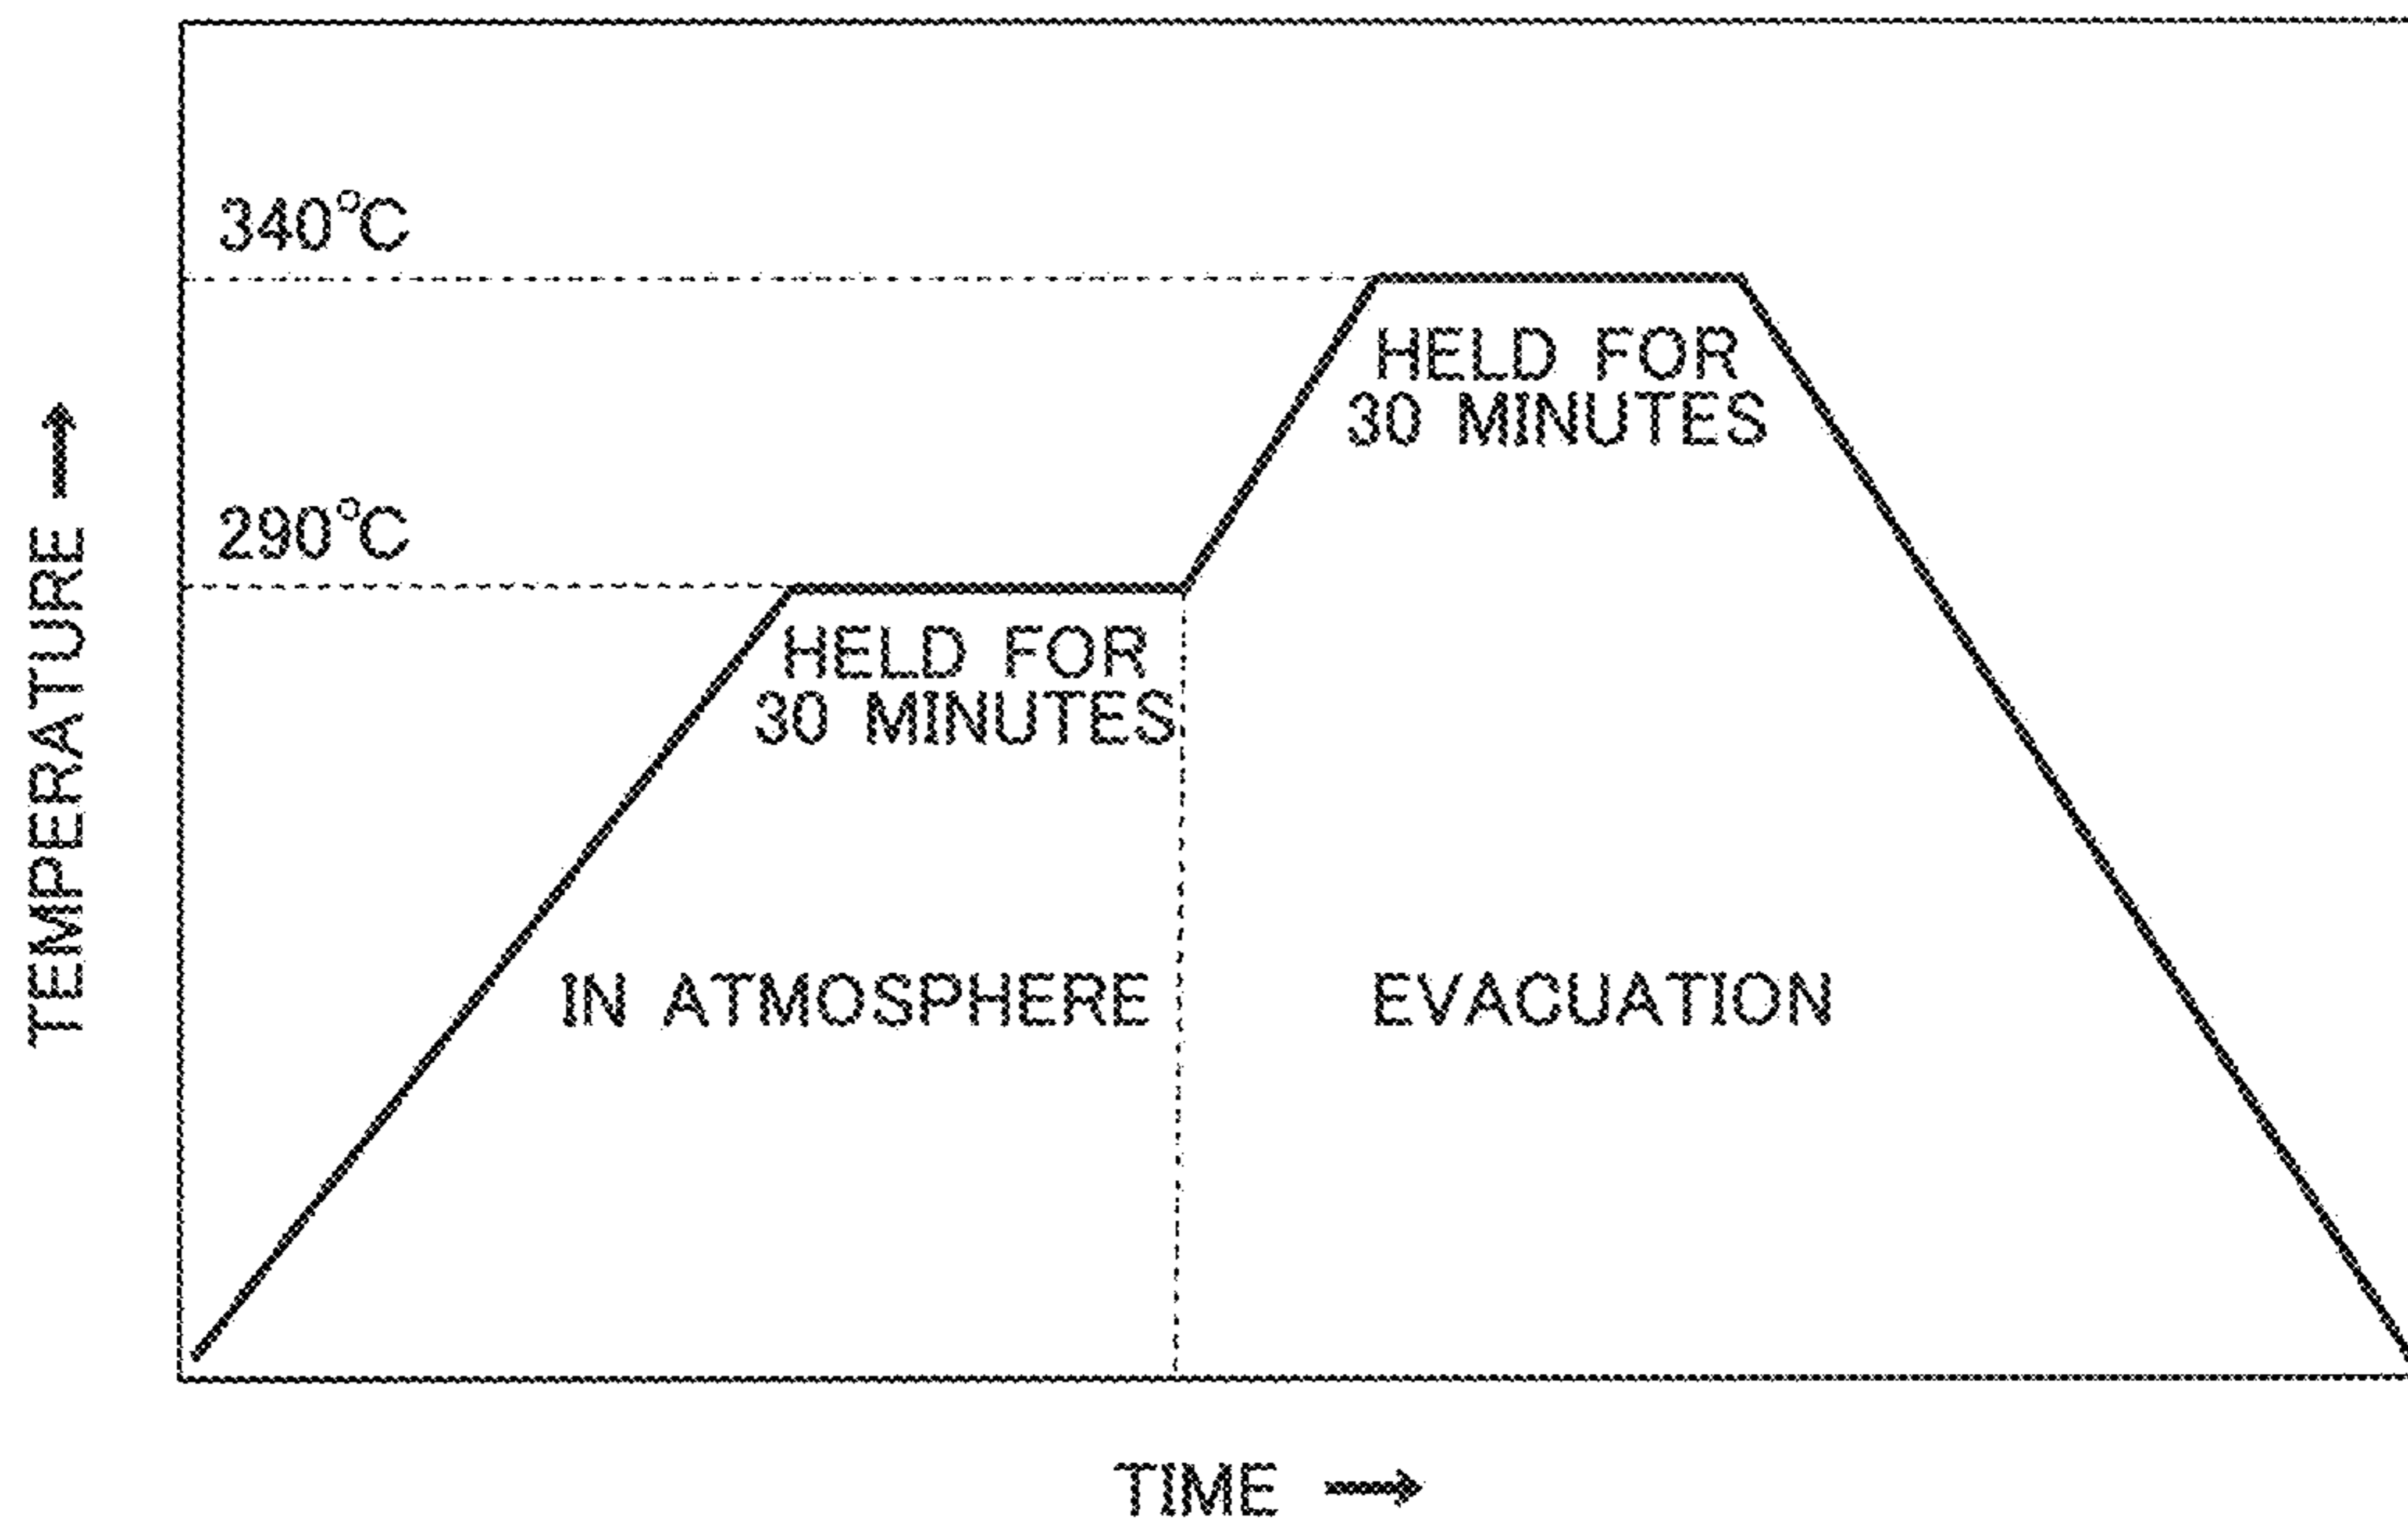 340°C
HELD FOR
30 MINUTES
290°C
HELD FOR
30 MINUTES
IN ATMOSPHERE
EVACUATION
TEMPERATURE →
TIME →